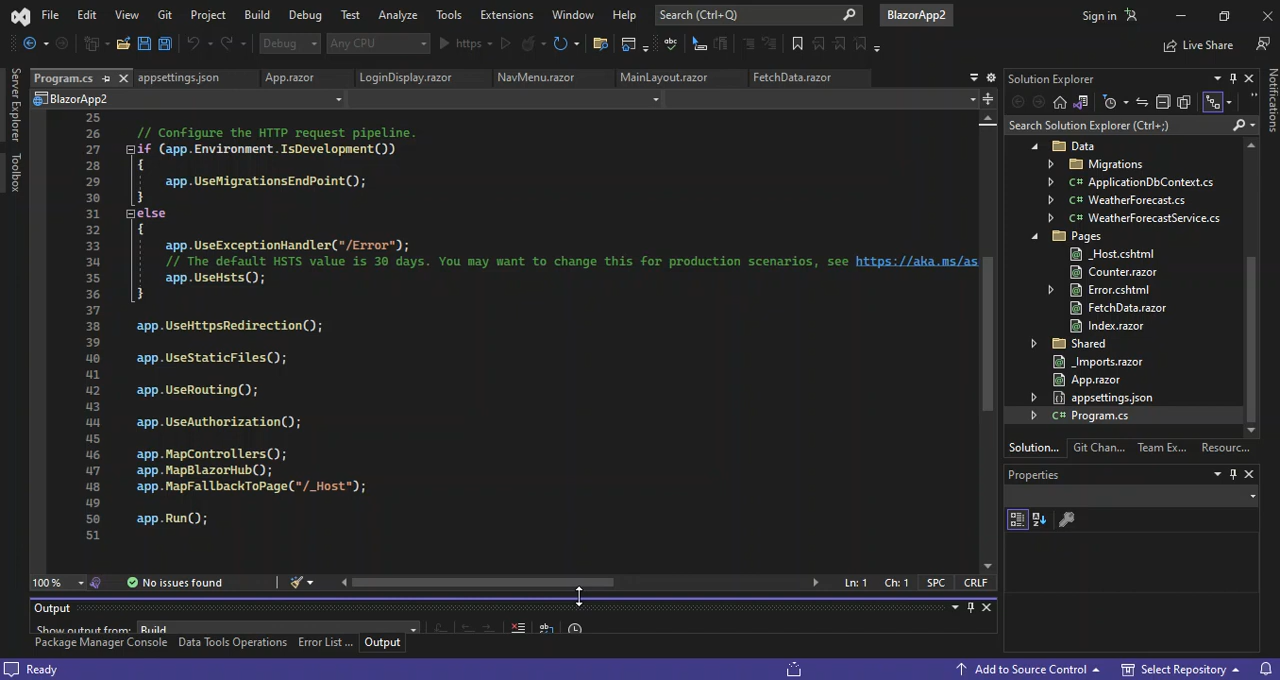 File Edit View Git Project Build Debug Test Analyze Tools Extensions Window Help Search (Ctrl+Q) BlazorApp2 Sign in
Debug Any CPU https Live Share
Server Explorer
Toolbox
Program.cs appsettings.json App.razor LoginDisplay.razor NavMenu.razor MainLayout.razor FetchData.razor
BlazorApp2
25
26 // Configure the HTTP request pipeline.
27 if (app.Environment.IsDevelopment())
28 {
29 app.UseMigrationsEndPoint();
30 }
31 else
32 {
33 app.UseExceptionHandler("/Error");
34 // The default HSTS value is 30 days. You may want to change this for production scenarios, see https://aka.ms/as
35 app.UseHsts();
36 }
37
38 app.UseHttpsRedirection();
39
40 app.UseStaticFiles();
41
42 app.UseRouting();
43
44 app.UseAuthorization();
45
46 app.MapControllers();
47 app.MapBlazorHub();
48 app.MapFallbackToPage("/_Host");
49
50 app.Run();
51
100 % No issues found Ln: 1 Ch: 1 SPC CRLF
Output
Show output from: Build
Package Manager Console Data Tools Operations Error List ... Output
Solution Explorer
Search Solution Explorer (Ctrl+;)
Data
Migrations
C# ApplicationDbContext.cs
C# WeatherForecast.cs
C# WeatherForecastService.cs
Pages
_Host.cshtml
Counter.razor
Error.cshtml
FetchData.razor
Index.razor
Shared
_Imports.razor
App.razor
appsettings.json
C# Program.cs
Solution... Git Chan... Team Ex... Resourc...
Properties
Notifications
Ready Add to Source Control Select Repository